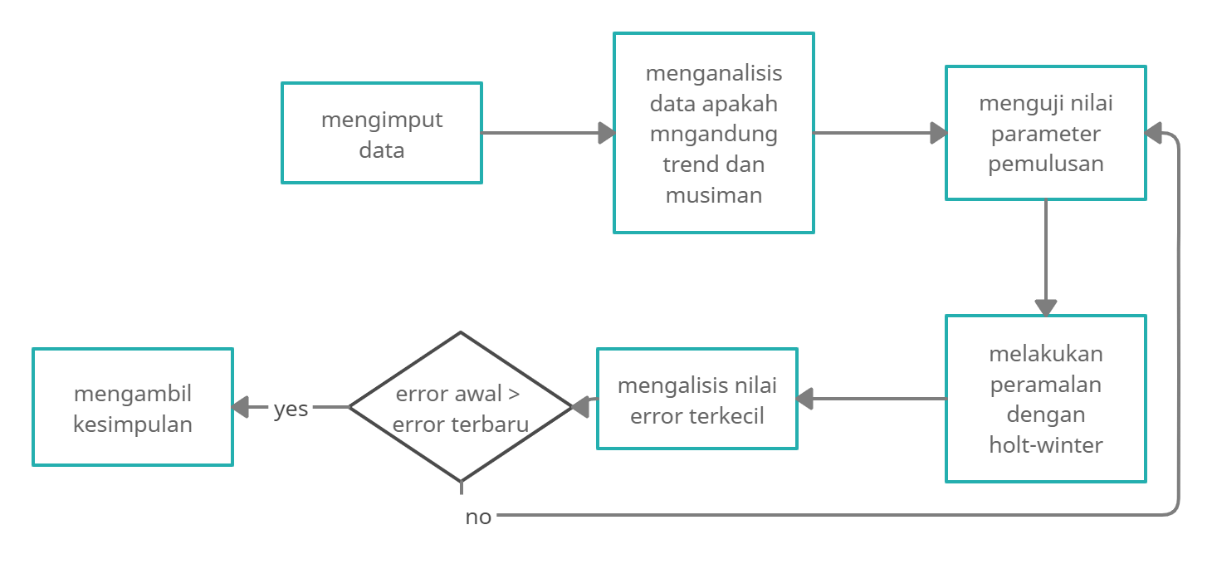 mengimput
data
menganalisis
data apakah
mngandung
trend dan
musiman
menguji nilai
parameter
pemulusan
melakukan
peramalan
dengan
holt-winter
mengalisis nilai
error terkecil
error awal >
error terbaru
yes
mengambil
kesimpulan
no